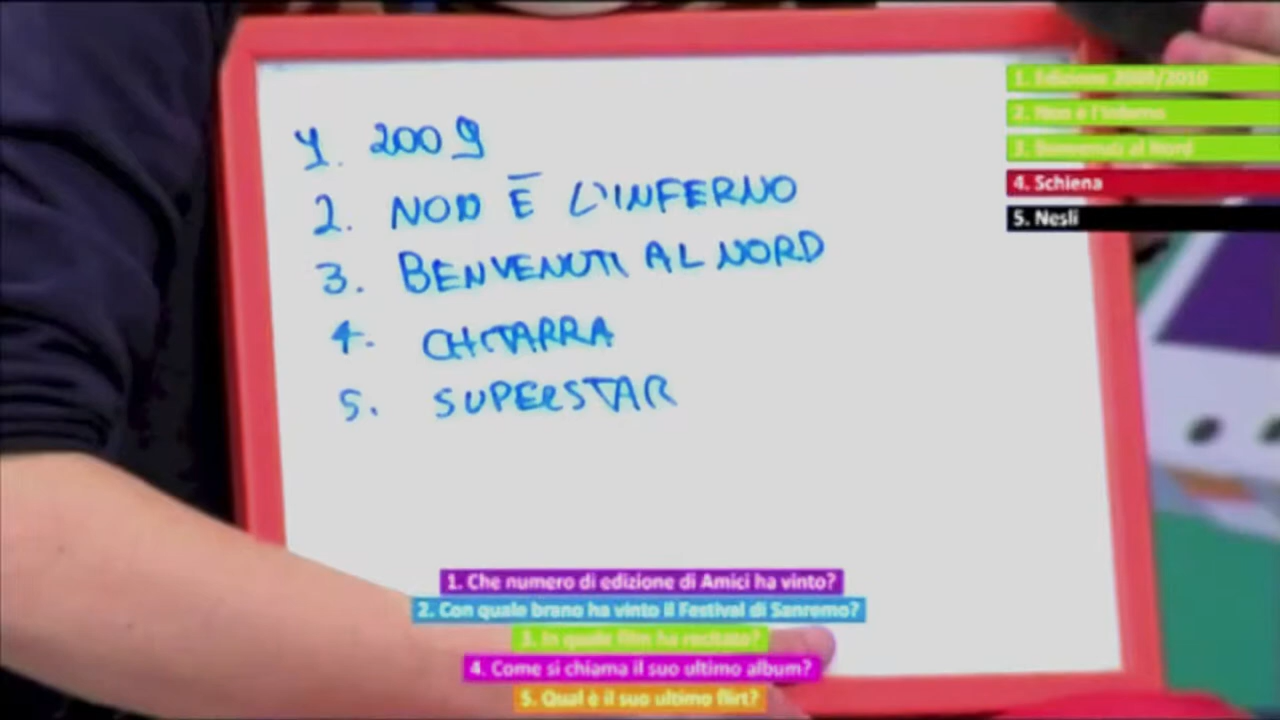 1. 2009
2. NON È L'INFERNO
3. BENVENUTI AL NORD
4. CHITARRA
5. SUPERSTAR
1. Edizione 2009/2010
2. Non è l'inferno
3. Benvenuti al Nord
4. Schiena
5. Nesli
1. Che numero di edizione di Amici ha vinto?
2. Con quale brano ha vinto il Festival di Sanremo?
3. In quale film ha recitato?
4. Come si chiama il suo ultimo album?
5. Qual è il suo ultimo flirt?